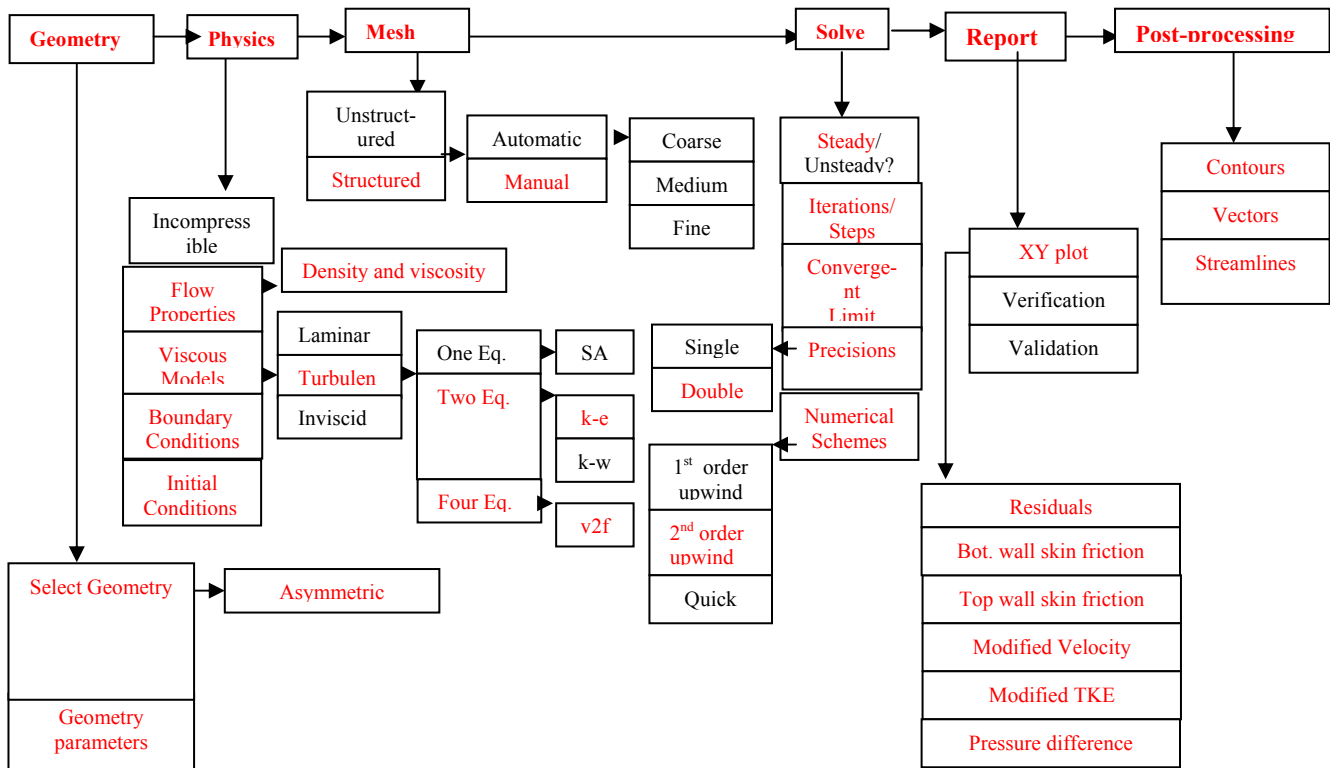 Geometry
Physics
Mesh
Solve
Report
Post-processing
Unstruct-
ured
Structured
Automatic
Manual
Coarse
Medium
Fine
Steady/
Unsteady?
Iterations/
Steps
Converge-
nt
Limit
Precisions
Numerical
Schemes
Single
Double
1st order
upwind
2nd order
upwind
Quick
Contours
Vectors
Streamlines
XY plot
Verification
Validation
Incompress
ible
Flow
Properties
Viscous
Models
Boundary
Conditions
Initial
Conditions
Density and viscosity
Laminar
Turbulen
Inviscid
One Eq.
Two Eq.
Four Eq.
SA
k-e
k-w
v2f
Select Geometry
Geometry
parameters
Asymmetric
Residuals
Bot. wall skin friction
Top wall skin friction
Modified Velocity
Modified TKE
Pressure difference